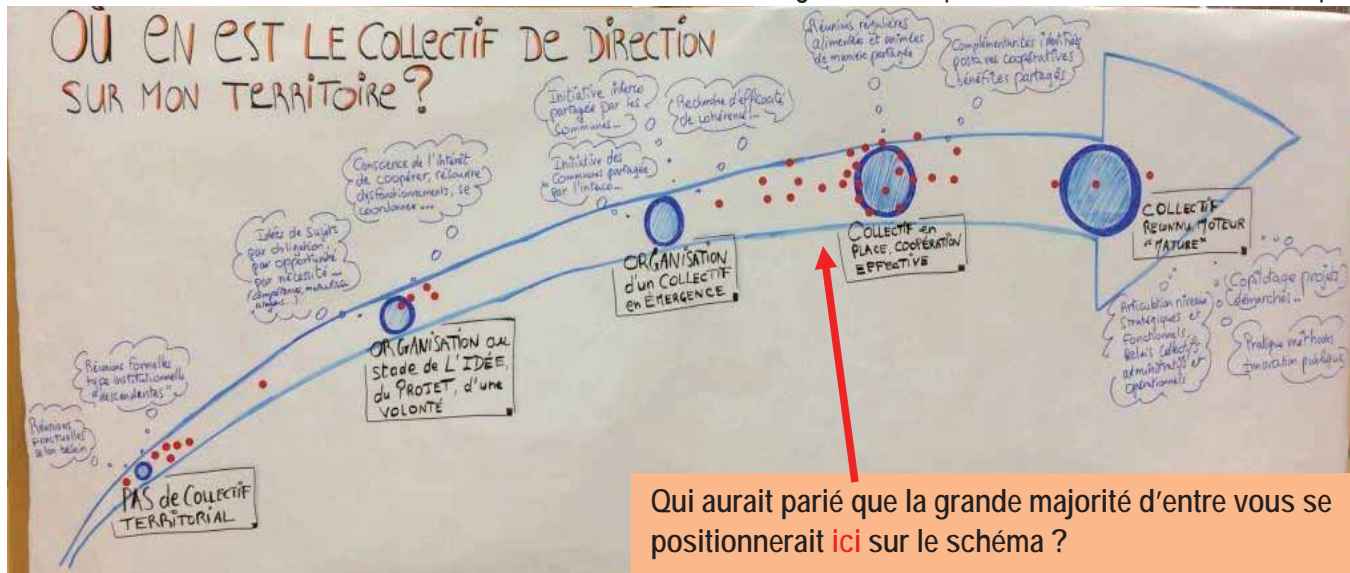 OÙ EN EST LE COLLECTIF DE DIRECTION
SUR MON TERRITOIRE ?
Réunions
ponctuelles
selon besoin
Réunions formelles
type institutionnelle
"descendentes"
PAS de COLLECTIF
TERRITORIAL
Idées de sujets
par obligation,
par opportunité
par nécessité...
(compétence, mutualisa
Conscience de l'intérêt
de coopérer, résoudre
dysfonctionnements, se
coordonner...
ORGANISATION au
stade de L'IDÉE,
du PROJET, d'une
VOLONTÉ
Initiative interco
partagée par les
communes...
Initiative des
Communes partagée
par l'interco...
Recherche d'efficacité
de cohérence...
ORGANISATION
d'un COLLECTIF
en ÉMERGENCE
Réunions régulières
alimentées et animées
de manière partagée
Complémentarités identifiées
postures coopératives
bénéfices partagés
COLLECTIF en
PLACE, COOPÉRATION
EFFECTIVE
COLLECTIF
RECONNU MOTEUR
"MATURE"
Articulation niveaux
stratégiques et
fonctionnels
Relais collectifs
administratifs et
opérationnels
Copilotage projets
démarches...
Pratique méthodes
Innovation publique
Qui aurait parié que la grande majorité d'entre vous se
positionnerait ici sur le schéma ?